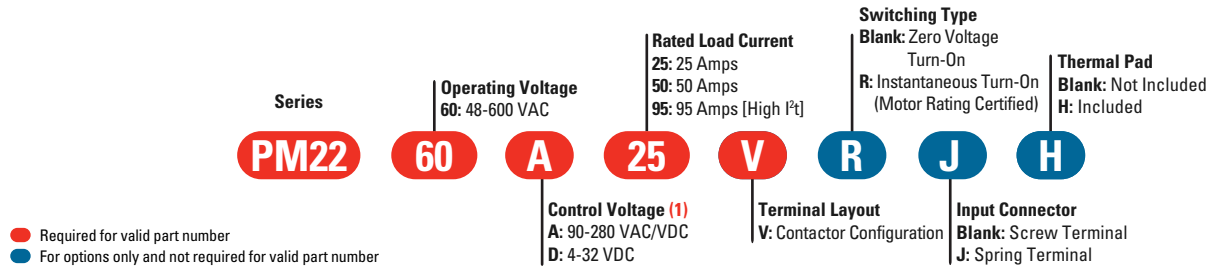 Series
Operating Voltage
60: 48-600 VAC
Rated Load Current
25: 25 Amps
50: 50 Amps
95: 95 Amps [High I²t]
Switching Type
Blank: Zero Voltage
Turn-On
R: Instantaneous Turn-On
(Motor Rating Certified)
Thermal Pad
Blank: Not Included
H: Included
PM22 60 A 25 V R J H
Control Voltage (1)
A: 90-280 VAC/VDC
D: 4-32 VDC
Terminal Layout
V: Contactor Configuration
Input Connector
Blank: Screw Terminal
J: Spring Terminal
Required for valid part number
For options only and not required for valid part number